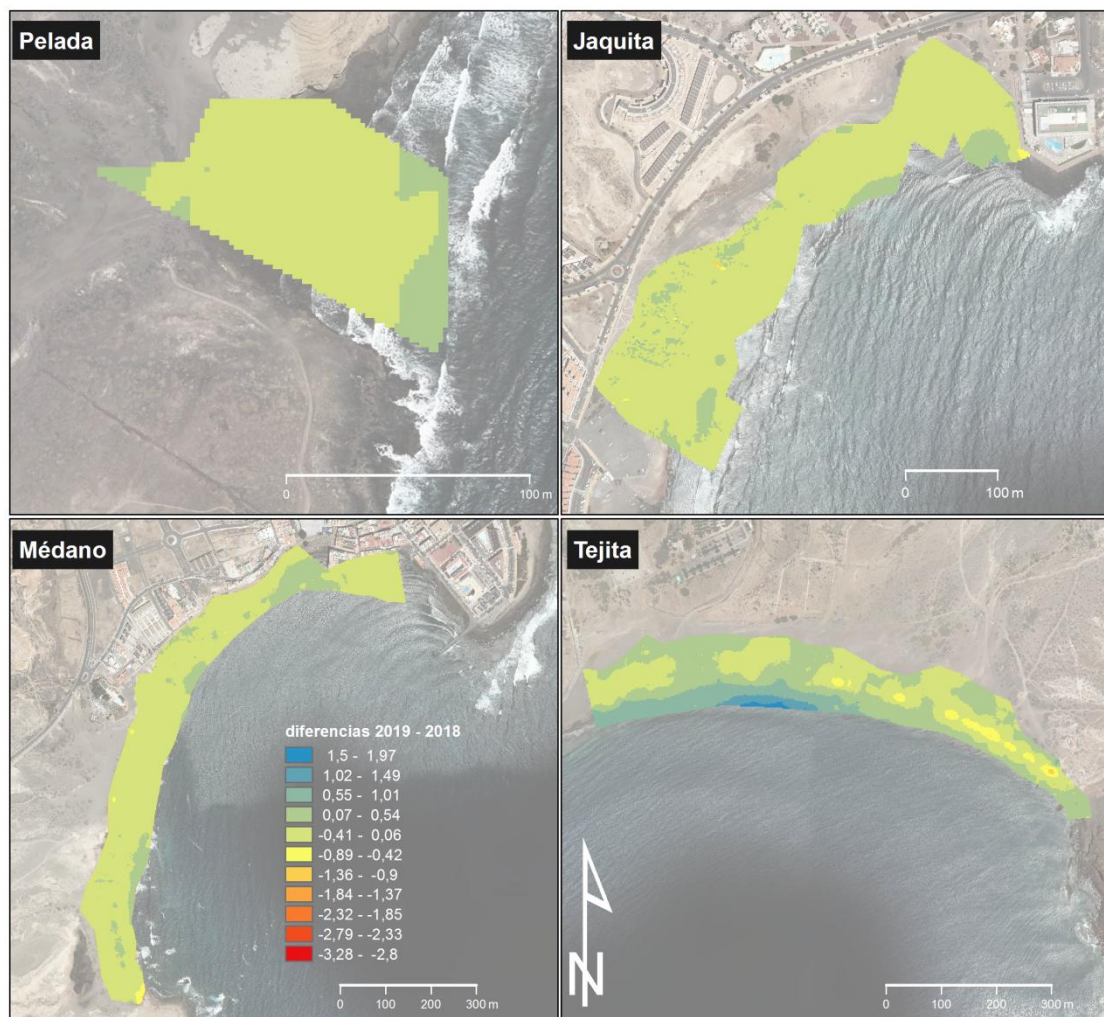 Pelada
0
100 m
Jaquita
0
100 m
Médano
diferencias 2019 - 2018
1,5 - 1,97
1,02 - 1,49
0,55 - 1,01
0,07 - 0,54
-0,41 - 0,06
-0,89 - -0,42
-1,36 - -0,9
-1,84 - -1,37
-2,32 - -1,85
-2,79 - -2,33
-3,28 - -2,8
0 100 200 300 m
Tejita
N
0 100 200 300 m